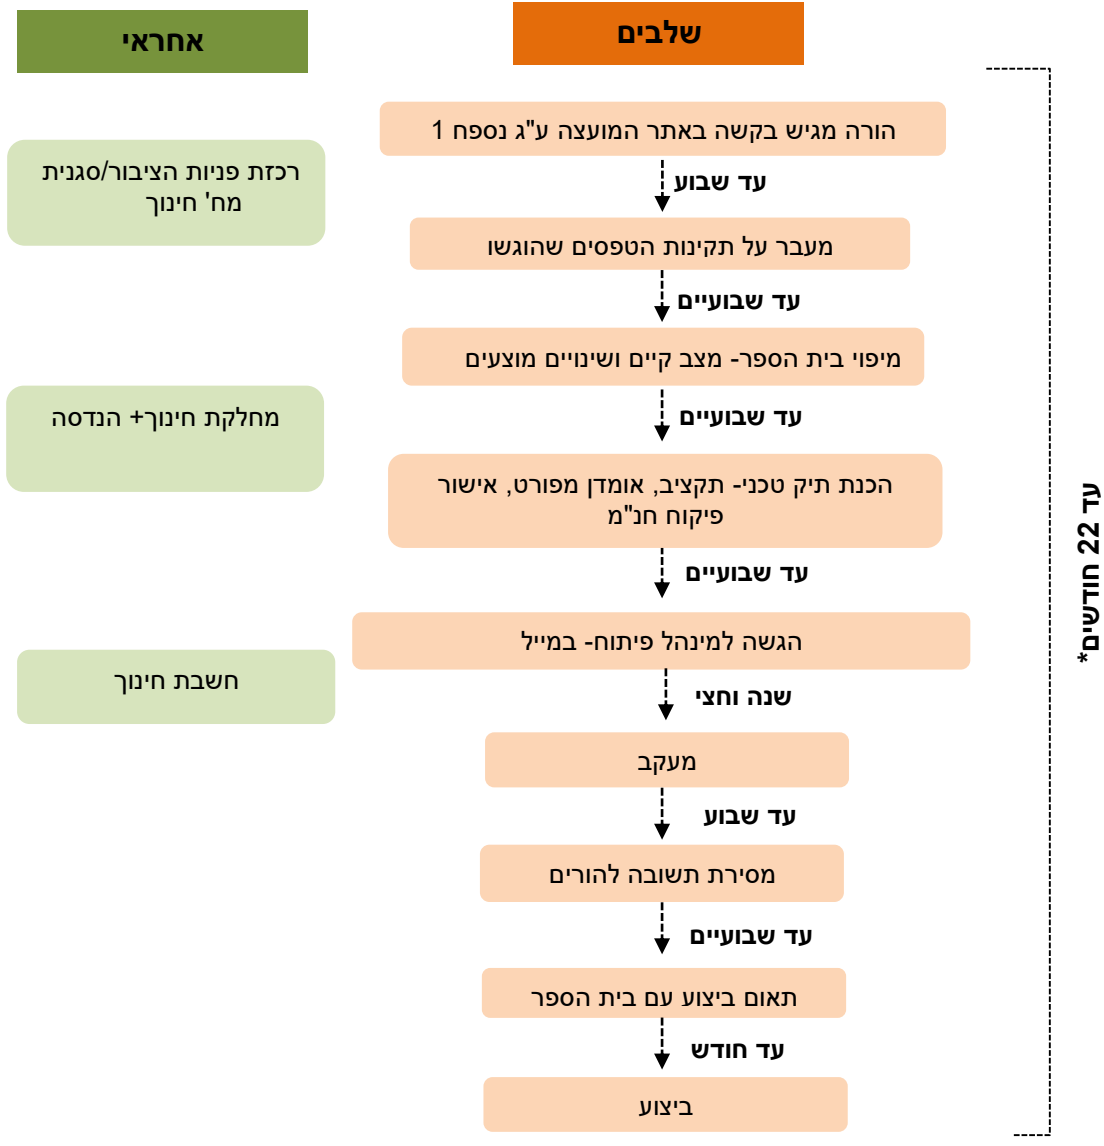 שלבים
אחראי
הורה מגיש בקשה באתר המועצה ע"ג נספח 1
עד שבוע
רכזת פניות הציבור/סגנית
מח' חינוך
מעבר על תקינות הטפסים שהוגשו
עד שבועיים
מיפוי בית הספר- מצב קיים ושינויים מוצעים
עד שבועיים
מחלקת חינוך+ הנדסה
הכנת תיק טכני- תקציב, אומדן מפורט, אישור
פיקוח חנ"מ
עד שבועיים
הגשה למינהל פיתוח- במייל
חשבת חינוך
שנה וחצי
מעקב
עד שבוע
מסירת תשובה להורים
עד שבועיים
תאום ביצוע עם בית הספר
עד חודש
ביצוע
עד 22 חודשים*